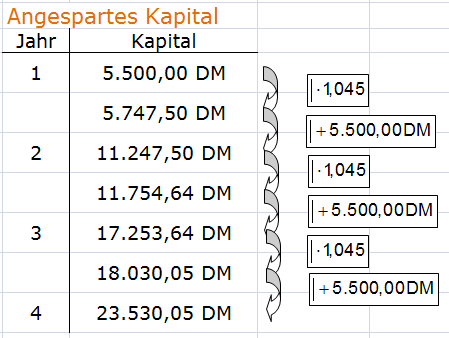 Angespartes Kapital
Jahr Kapital
1 5.500,00 DM
|·1,045
5.747,50 DM
|+5.500,00DM
2 11.247,50 DM
|·1,045
11.754,64 DM
|+5.500,00DM
3 17.253,64 DM
|·1,045
18.030,05 DM
|+5.500,00DM
4 23.530,05 DM